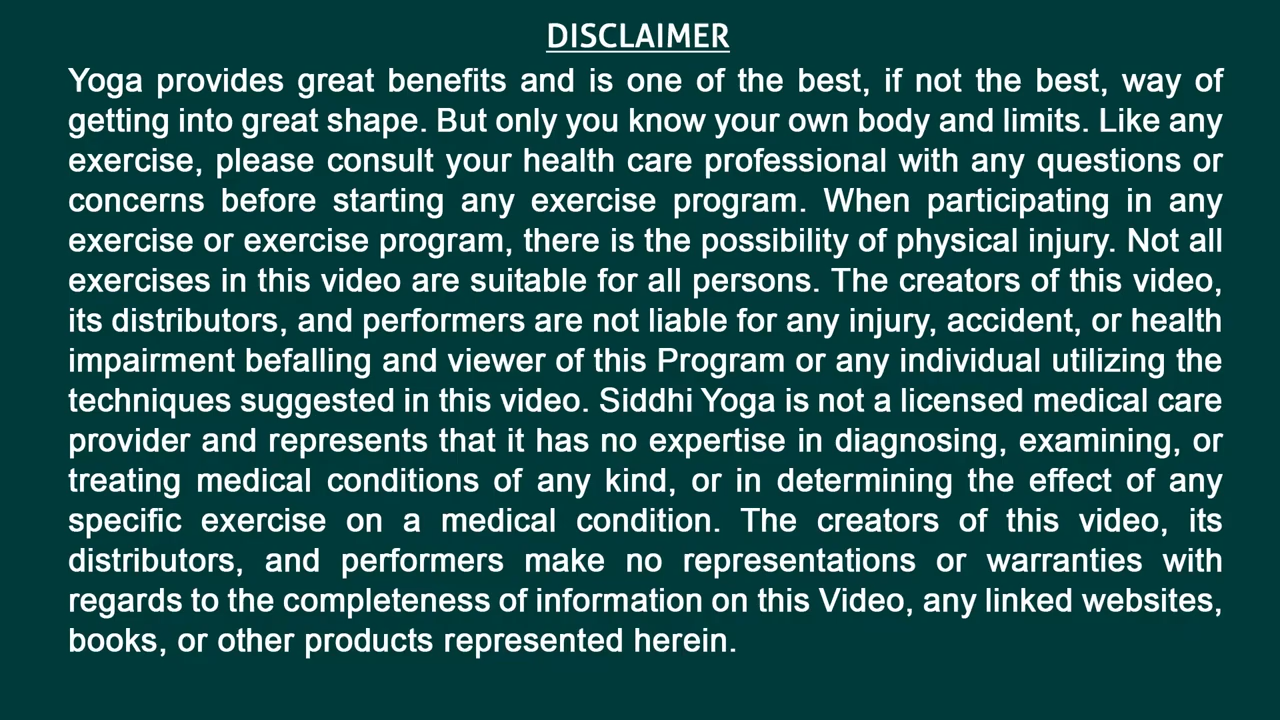 DISCLAIMER
Yoga provides great benefits and is one of the best, if not the best, way of
getting into great shape. But only you know your own body and limits. Like any
exercise, please consult your health care professional with any questions or
concerns before starting any exercise program. When participating in any
exercise or exercise program, there is the possibility of physical injury. Not all
exercises in this video are suitable for all persons. The creators of this video,
its distributors, and performers are not liable for any injury, accident, or health
impairment befalling and viewer of this Program or any individual utilizing the
techniques suggested in this video. Siddhi Yoga is not a licensed medical care
provider and represents that it has no expertise in diagnosing, examining, or
treating medical conditions of any kind, or in determining the effect of any
specific exercise on a medical condition. The creators of this video, its
distributors, and performers make no representations or warranties with
regards to the completeness of information on this Video, any linked websites,
books, or other products represented herein.